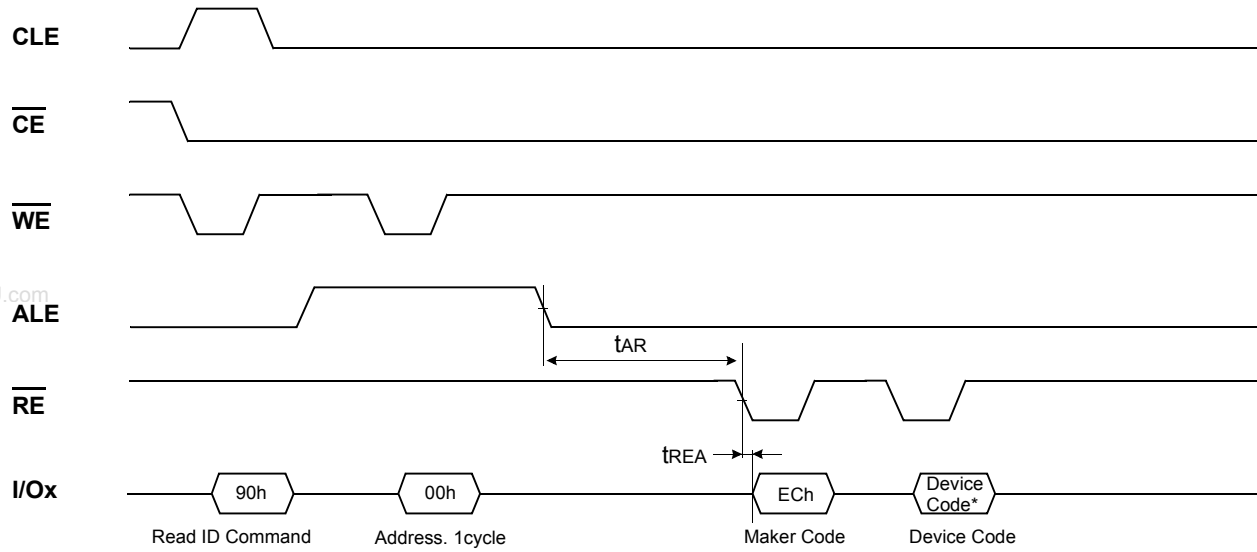 CLE
CE
WE
.com
ALE
tAR
RE
tREA
I/Ox
90h
00h
ECh
Device
Code*
Read ID Command
Address. 1cycle
Maker Code
Device Code